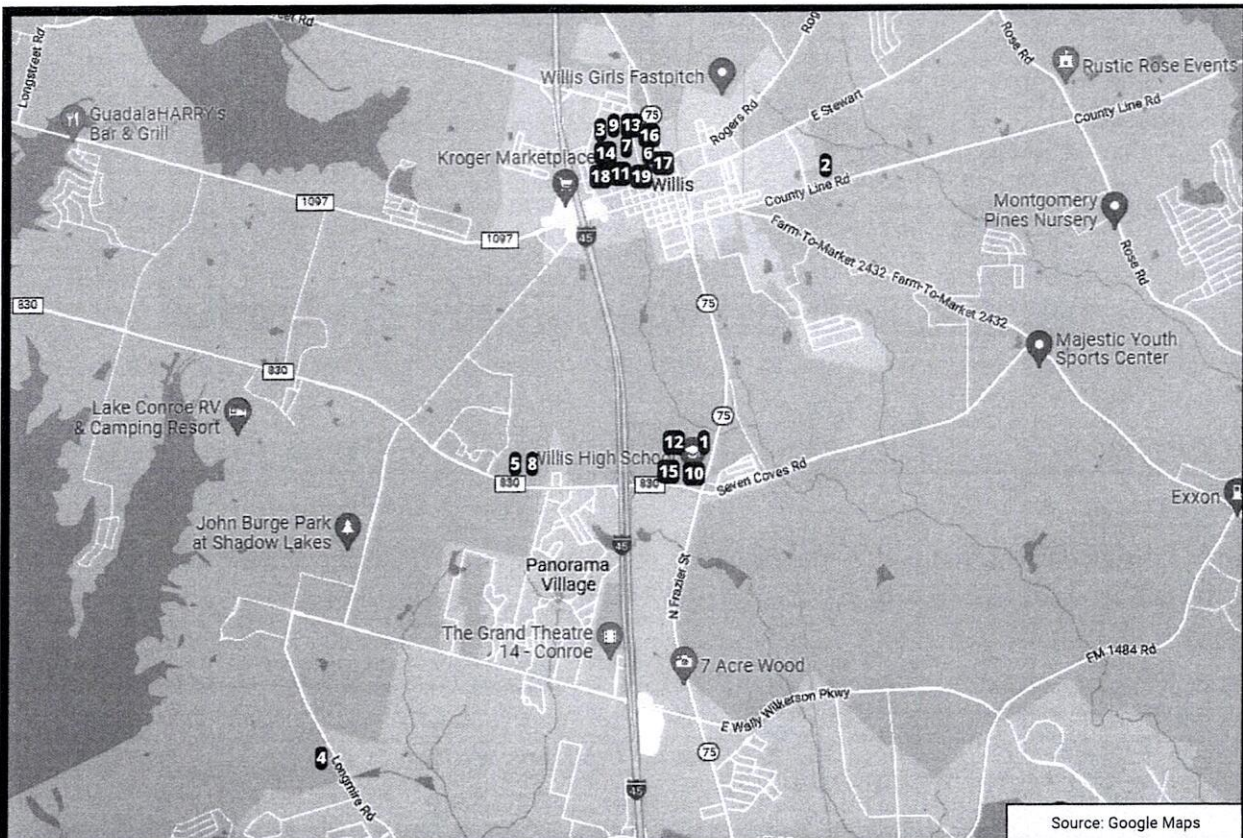 Longstreet Rd
GuadalaHARRY's
Bar & Grill
Willis Girls Fastpitch
Rose Rd
Rustic Rose Events
County Line Rd
75
Rogers Rd
E Stewart
3 9 13
16
7
14 6 17
Kroger Marketplace
18 11 19
Willis
2
County Line Rd
1097
1097
45
Montgomery
Pines Nursery
Rose Rd
Farm-To-Market 2432 Farm-To-Market 2432
830
75
830
Majestic Youth
Sports Center
Lake Conroe RV
& Camping Resort
75
12 1
5 8 Willis High School
15 10
830
830
Seven Coves Rd
Exxon
John Burge Park
at Shadow Lakes
45
Panorama
Village
N Frazier St
The Grand Theatre
14 - Conroe
7 Acre Wood
FM 1484 Rd
E Wally Wilkerson Pkwy
4
Longmire Rd
75
45
Source: Google Maps